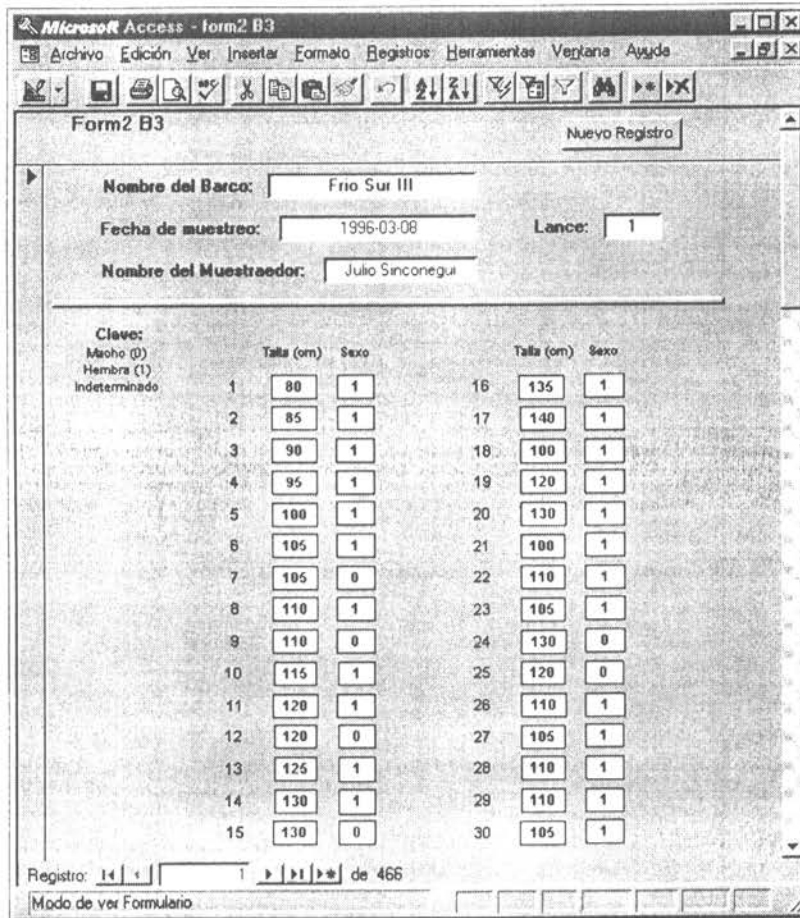 Microsoft Access - form2 B3
Archivo Edición Ver Insertar Formato Registros Herramientas Ventana Ayuda
Form2 B3
Nuevo Registro
Nombre del Barco: Frio Sur III
Fecha de muestreo: 1996-03-08 Lance: 1
Nombre del Muestraedor: Julio Sinconegui
Clave:
Macho (0)
Hembra (1)
Indeterminado
Talla (cm) Sexo Talla (cm) Sexo
1 80 1 16 135 1
2 85 1 17 140 1
3 90 1 18 100 1
4 95 1 19 120 1
5 100 1 20 130 1
6 105 1 21 100 1
7 105 0 22 110 1
8 110 1 23 105 1
9 110 0 24 130 0
10 115 1 25 120 0
11 120 1 26 110 1
12 120 0 27 105 1
13 125 1 28 110 1
14 130 1 29 110 1
15 130 0 30 105 1
Registro: 1 de 466
Modo de ver Formulario